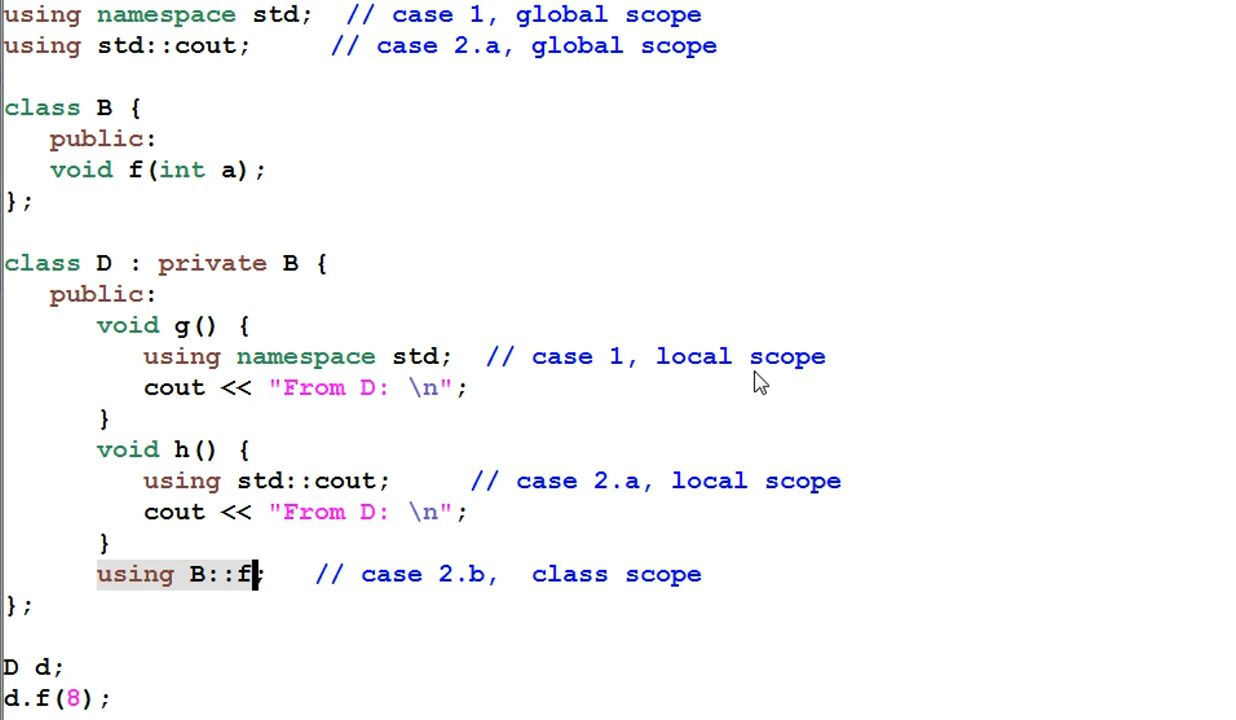 using namespace std;  // case 1, global scope
using std::cout;     // case 2.a, global scope
class B {
   public:
   void f(int a);
};
class D : private B {
   public:
      void g() {
         using namespace std;  // case 1, local scope
         cout << "From D: \n";
      }
      void h() {
         using std::cout;     // case 2.a, local scope
         cout << "From D: \n";
      }
      using B::f;   // case 2.b,  class scope
};
D d;
d.f(8);